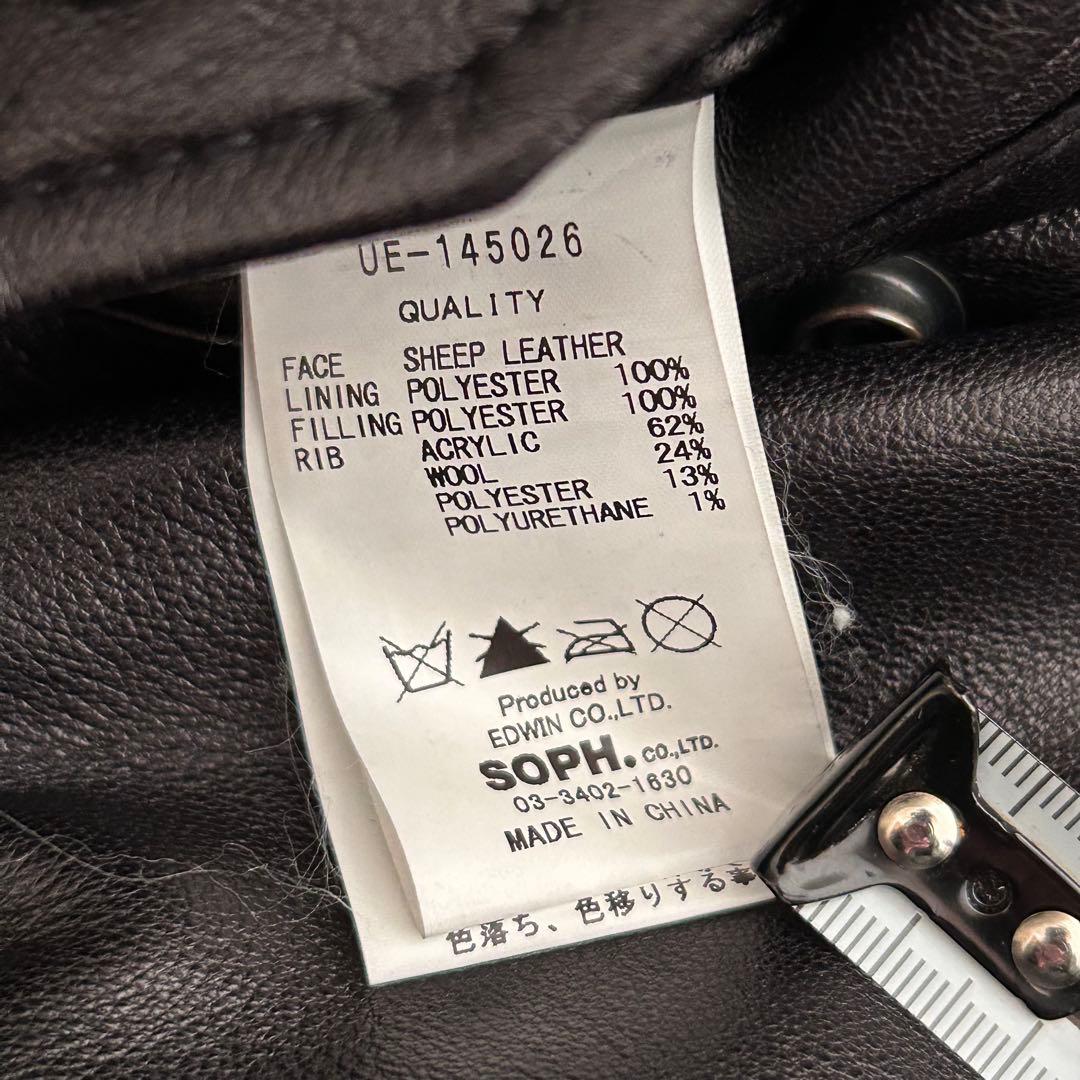 UE-145026
QUALITY
FACE SHEEP LEATHER
LINING POLYESTER 100%
FILLING POLYESTER 100%
RIB ACRYLIC 62%
WOOL 24%
POLYESTER 13%
POLYURETHANE 1%
Produced by
EDWIN CO.,LTD.
SOPH. CO.,LTD.
03-3402-1630
MADE IN CHINA
色落ち、色移りする事